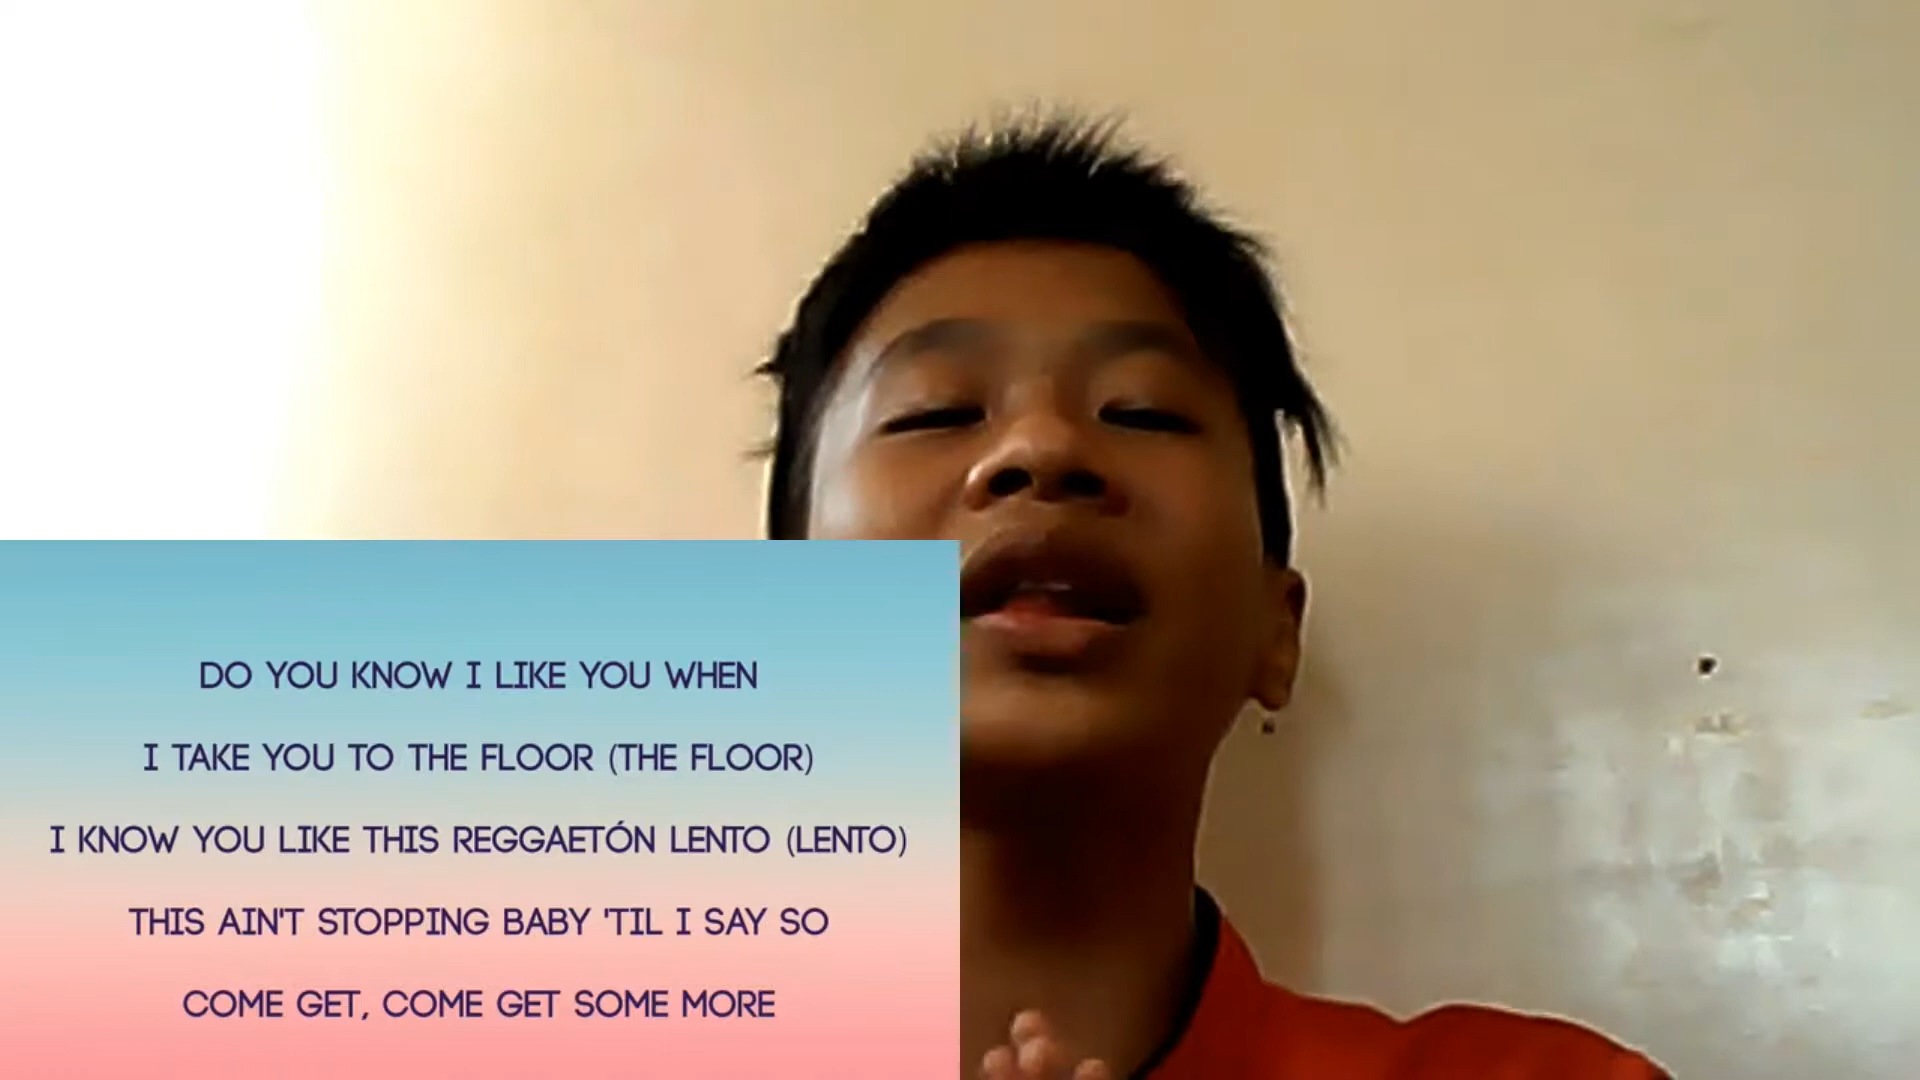 DO YOU KNOW I LIKE YOU WHEN
I TAKE YOU TO THE FLOOR (THE FLOOR)
I KNOW YOU LIKE THIS REGGAETÓN LENTO (LENTO)
THIS AIN'T STOPPING BABY 'TIL I SAY SO
COME GET, COME GET SOME MORE